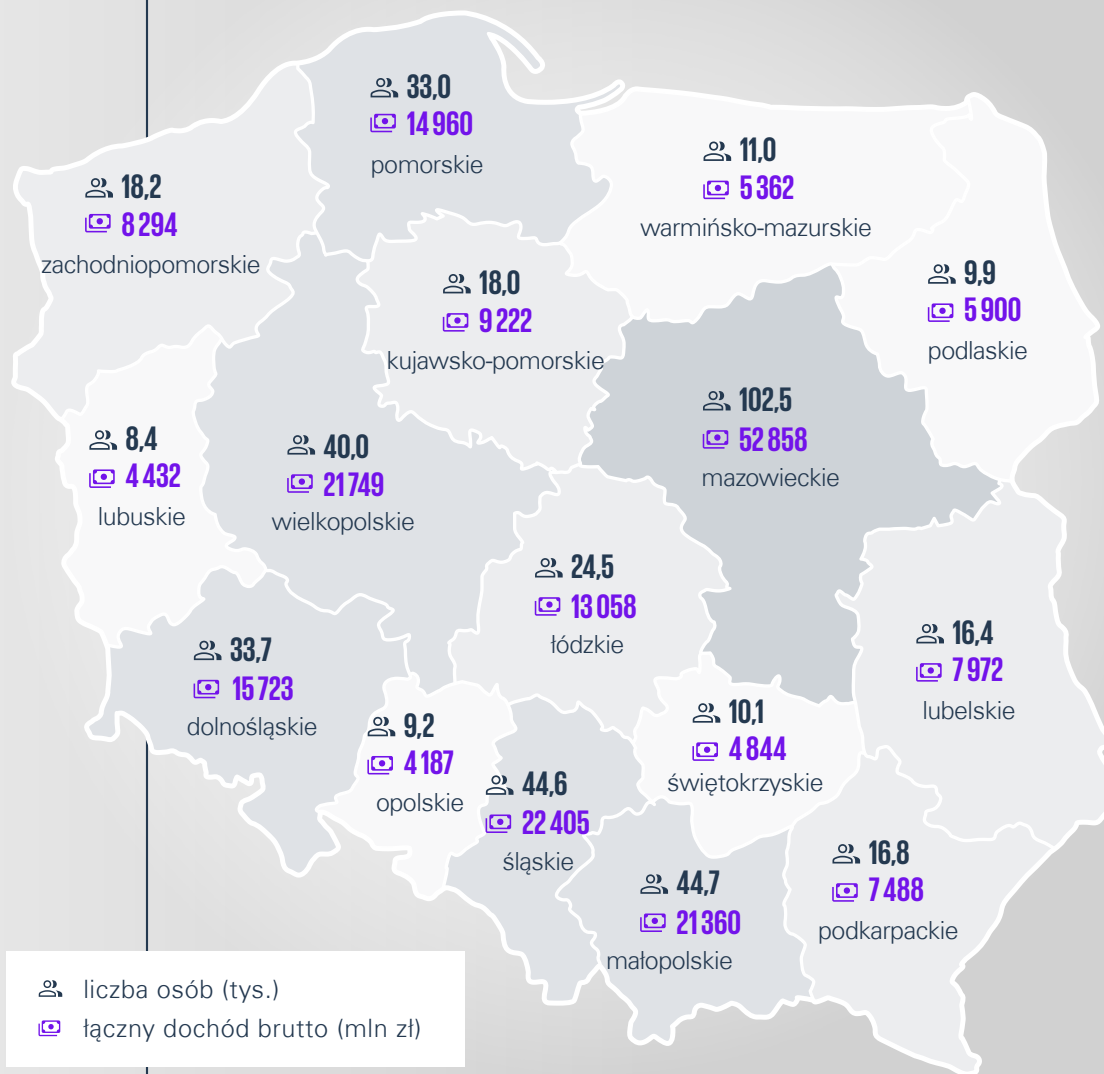 33,0
14 960
pomorskie
11,0
5 362
warmińsko-mazurskie
18,2
8 294
zachodniopomorskie
9,9
5 900
podlaskie
18,0
9 222
kujawsko-pomorskie
102,5
52 858
mazowieckie
8,4
4 432
lubuskie
40,0
21 749
wielkopolskie
24,5
13 058
łódzkie
16,4
7 972
lubelskie
33,7
15 723
dolnośląskie
9,2
4 187
opolskie
10,1
4 844
świętokrzyskie
44,6
22 405
śląskie
44,7
21 360
małopolskie
16,8
7 488
podkarpackie
liczba osób (tys.)
łączny dochód brutto (mln zł)